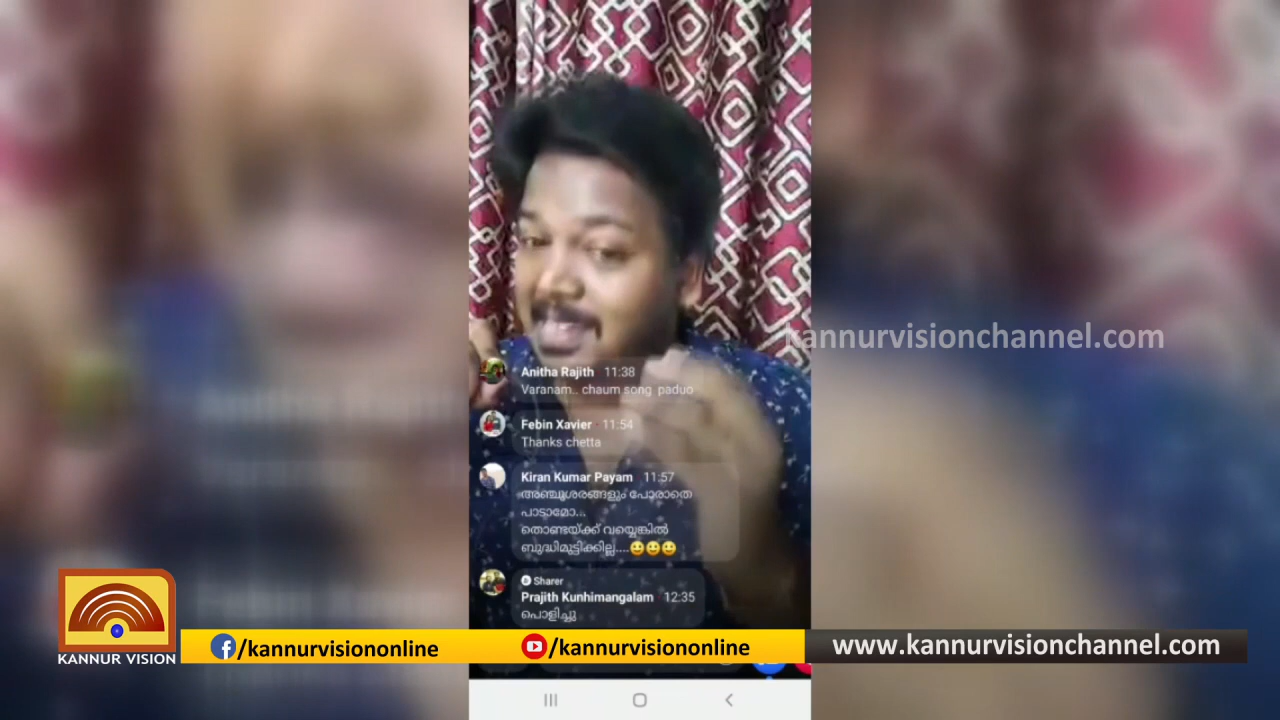 kannurvisionchannel.com
Anitha Rajith 11:38
Varanam.. chaum song paduo
Febin Xavier 11:54
Thanks chetta
Kiran Kumar Payam 11:57
അഞ്ചുശരങ്ങളും പോരാതെ
പാടാമോ...
തൊണ്ടയ്ക്ക് വയ്യെങ്കിൽ
ബുദ്ധിമുട്ടിക്കില്ല....😆😆😆
Sharer
Prajith Kunhimangalam 12:35
പൊളിച്ചു
KANNUR VISION
/kannurvisiononline
/kannurvisiononline
www.kannurvisionchannel.com